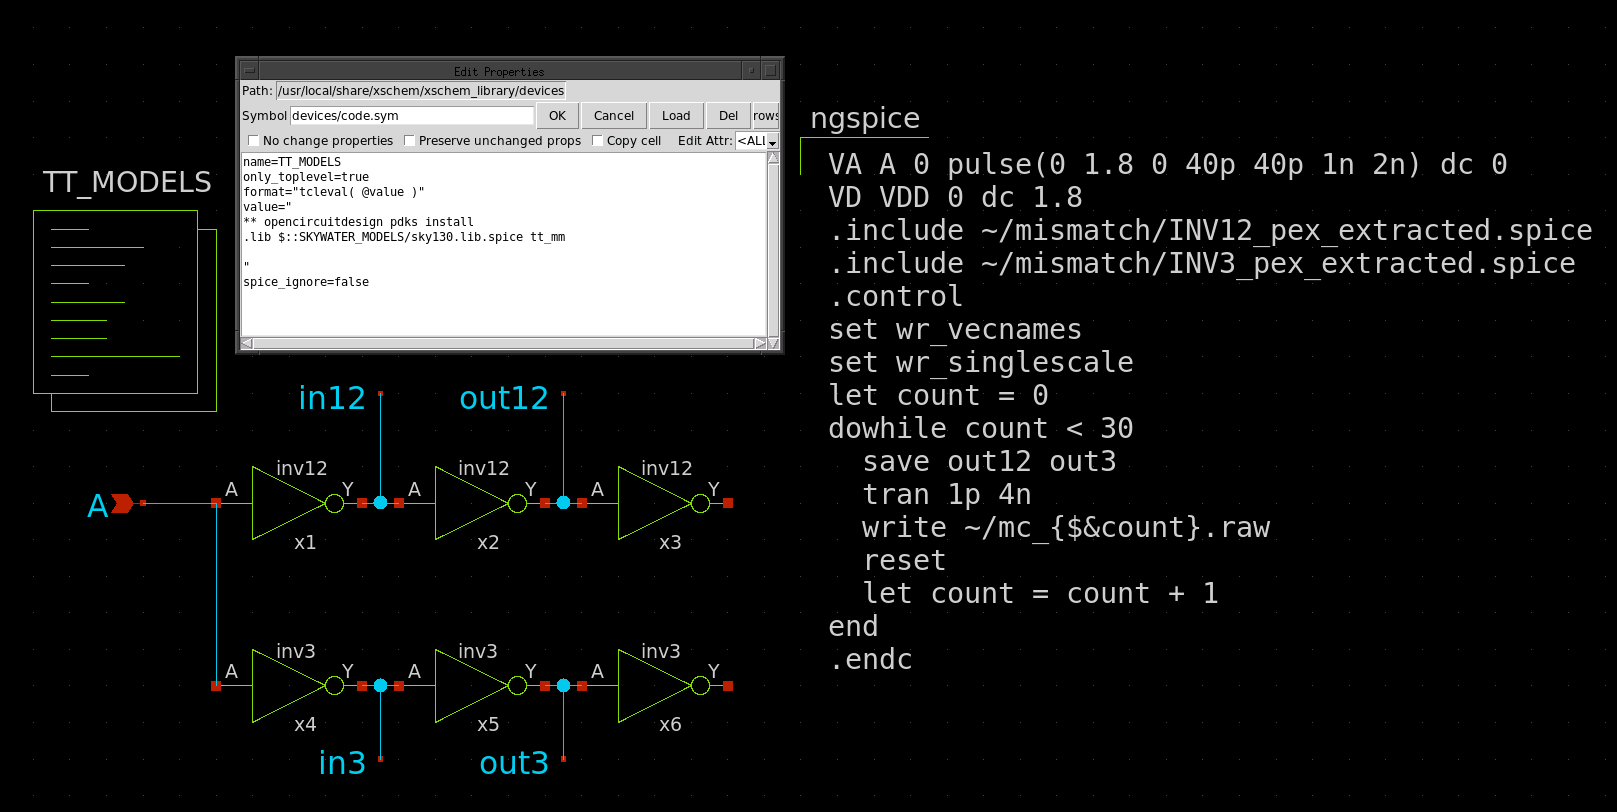 Edit Properties
Path: /usr/local/share/xschem/xschem_library/devices
Symbol devices/code.sym OK Cancel Load Del rows
No change properties Preserve unchanged props Copy cell Edit Attr: <ALL
name=TT_MODELS
only_toplevel=true
format="tcleval( @value )"
value="
** opencircuitdesign pdks install
.lib $::SKYWATER_MODELS/sky130.lib.spice tt_mm
"
spice_ignore=false
TT_MODELS
ngspice
VA A 0 pulse(0 1.8 0 40p 40p 1n 2n) dc 0
VD VDD 0 dc 1.8
.include ~/mismatch/INV12_pex_extracted.spice
.include ~/mismatch/INV3_pex_extracted.spice
.control
set wr_vecnames
set wr_singlescale
let count = 0
dowhile count < 30
save out12 out3
tran 1p 4n
write ~/mc_{$&count}.raw
reset
let count = count + 1
end
.endc
in12 out12
inv12 inv12 inv12
A A Y A Y A Y
x1 x2 x3
inv3 inv3 inv3
A Y A Y A Y
x4 x5 x6
in3 out3